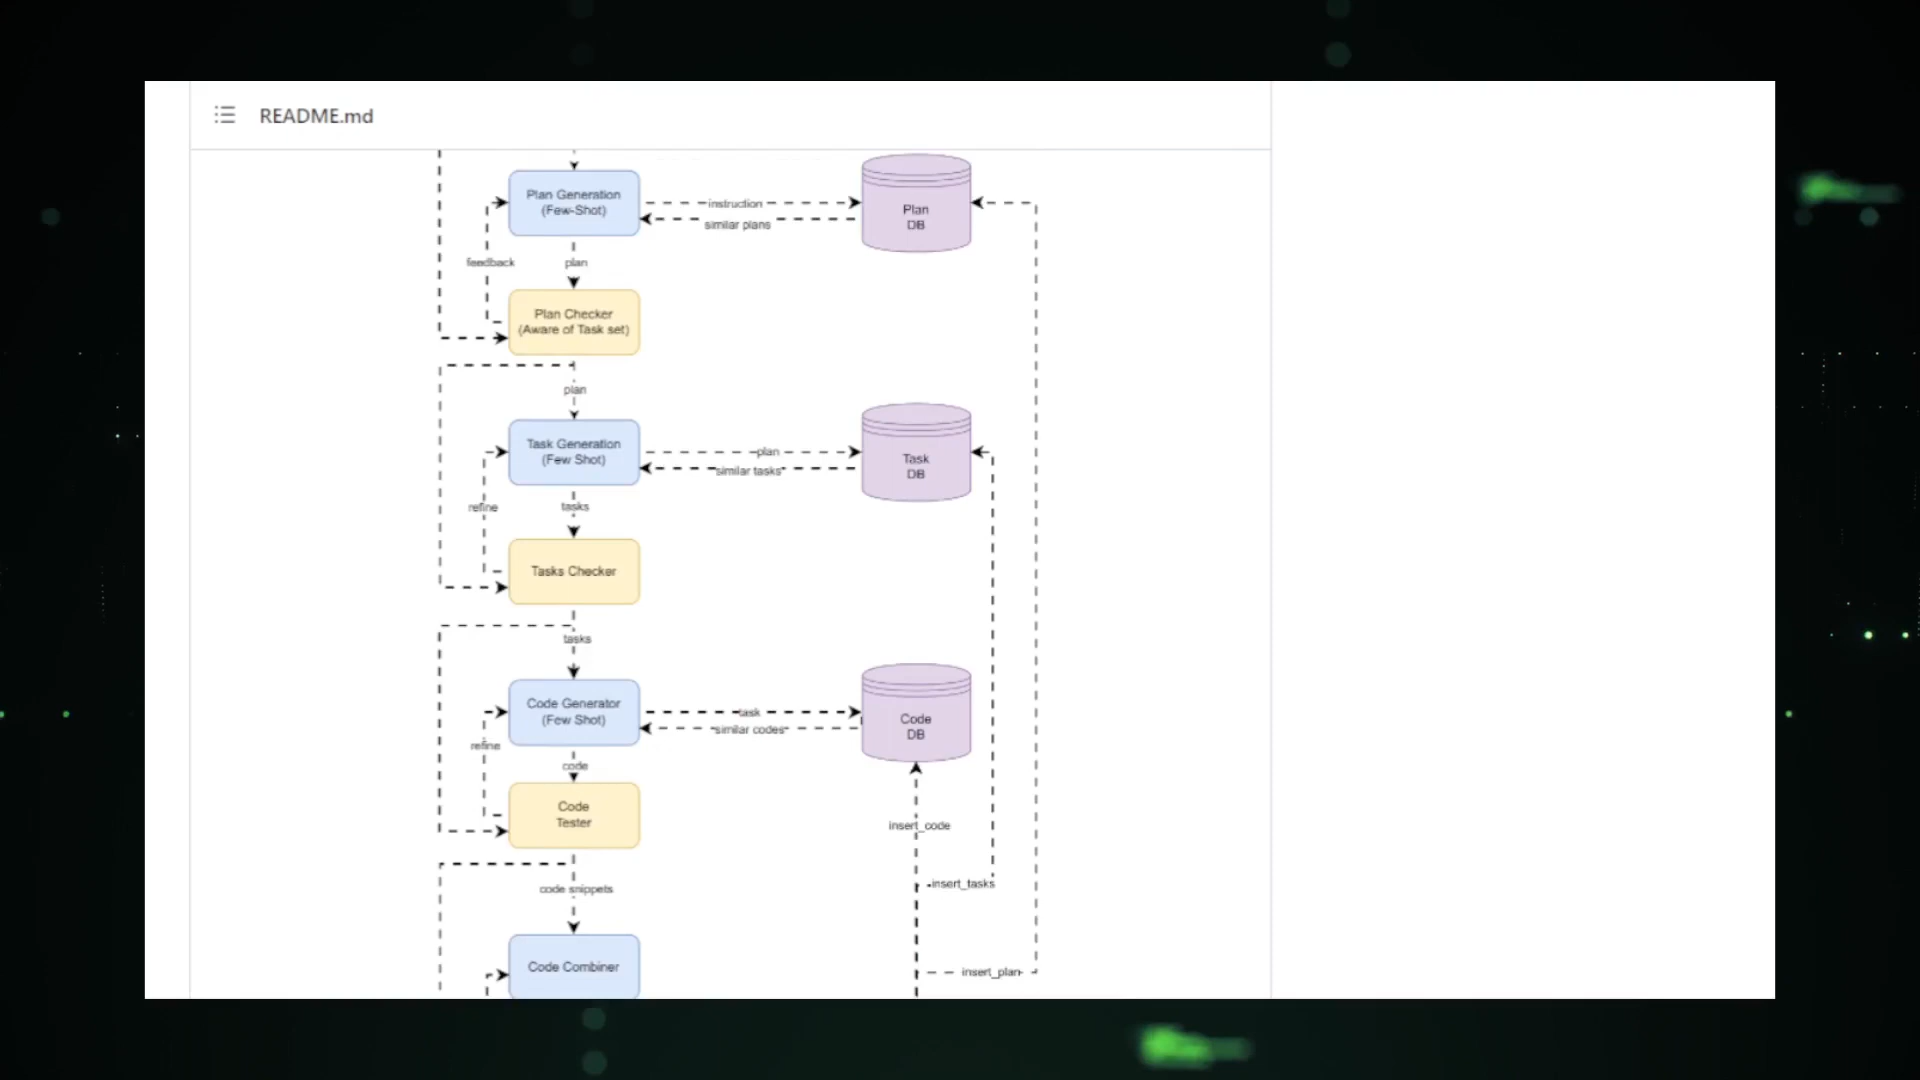 README.md
Plan Generation
(Few-Shot)
instruction
similar plans
Plan
DB
feedback
plan
Plan Checker
(Aware of Task set)
plan
Task Generation
(Few Shot)
plan
similar tasks
Task
DB
refine
tasks
Tasks Checker
tasks
Code Generator
(Few Shot)
task
similar codes
Code
DB
refine
code
Code
Tester
insert_code
code snippets
insert_tasks
Code Combiner
insert_plan